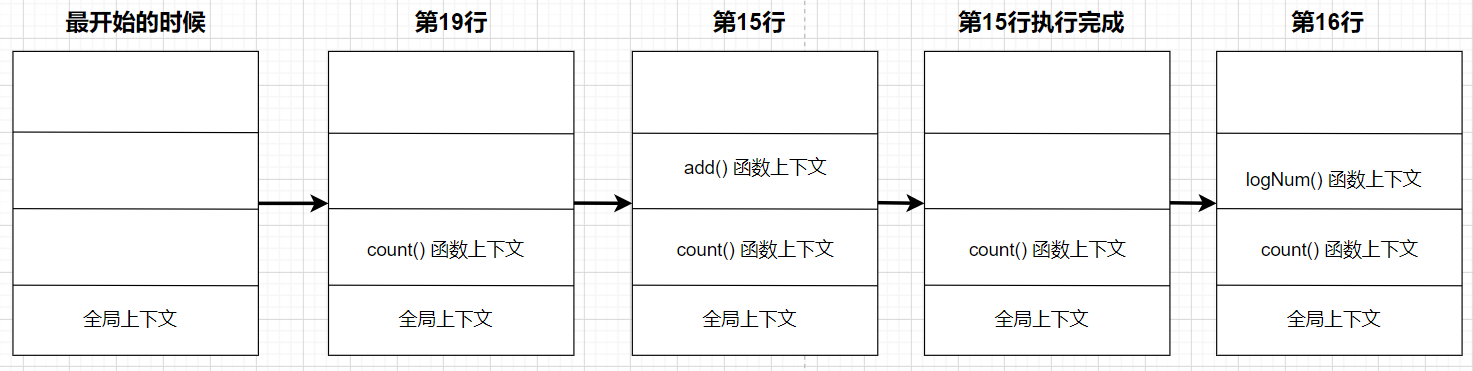 最开始的时候
第19行
第15行
第15行执行完成
第16行
add() 函数上下文
logNum() 函数上下文
count() 函数上下文
count() 函数上下文
count() 函数上下文
count() 函数上下文
全局上下文
全局上下文
全局上下文
全局上下文
全局上下文